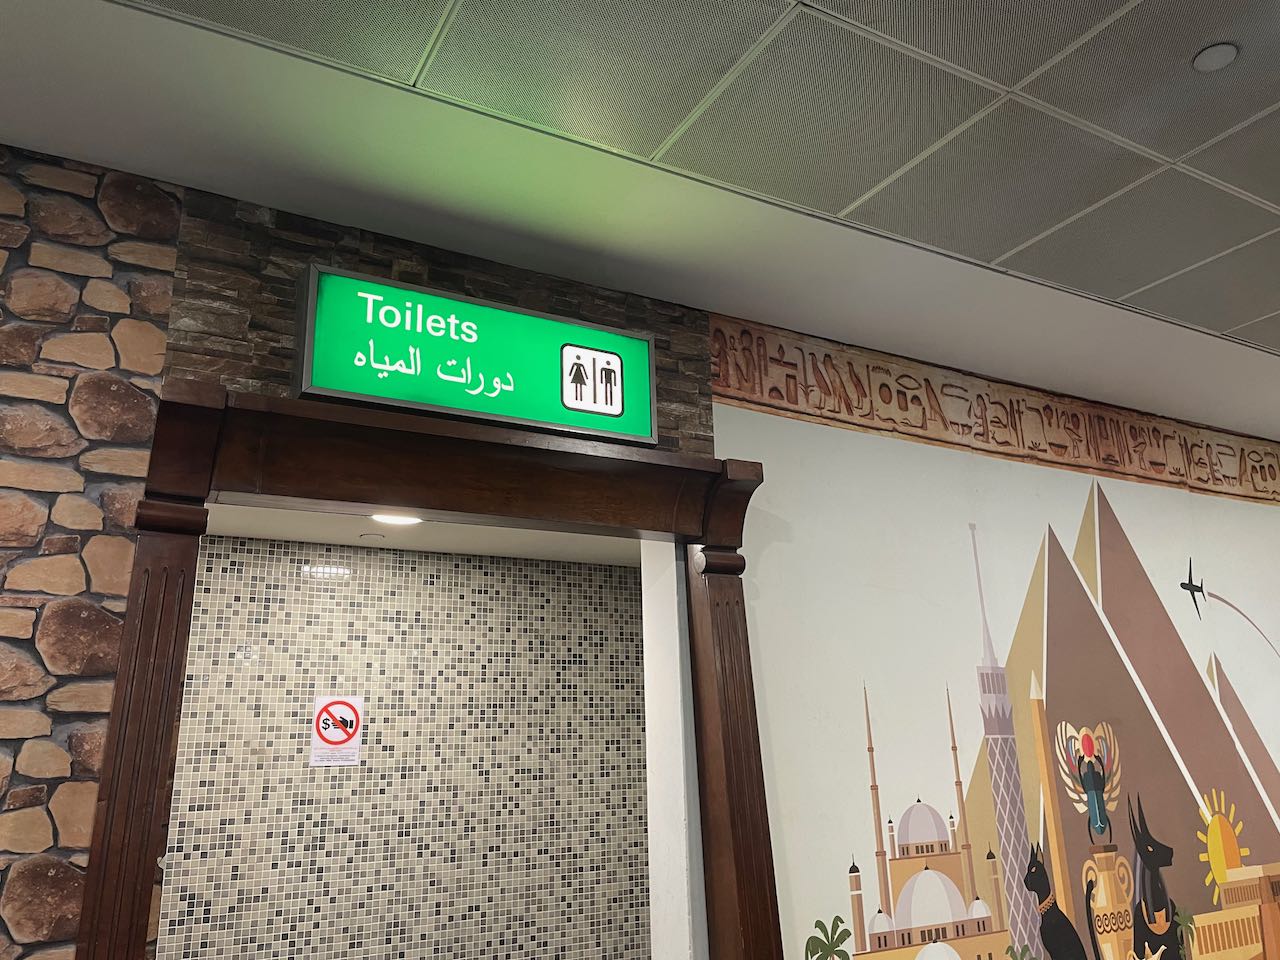 Toilets
دورات المياه
$